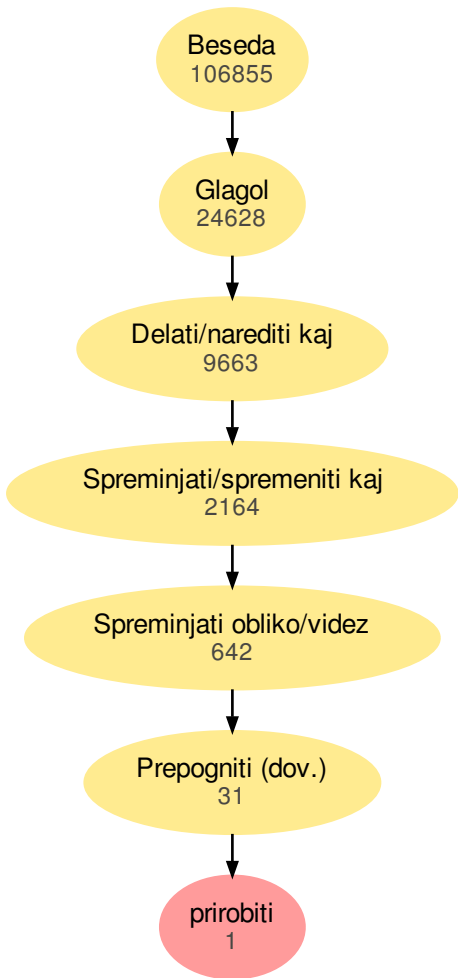 Beseda
106855
Glagol
24628
Delati/narediti kaj
9663
Spreminjati/spremeniti kaj
2164
Spreminjati obliko/videz
642
Prepogniti (dov.)
31
prirobiti
1